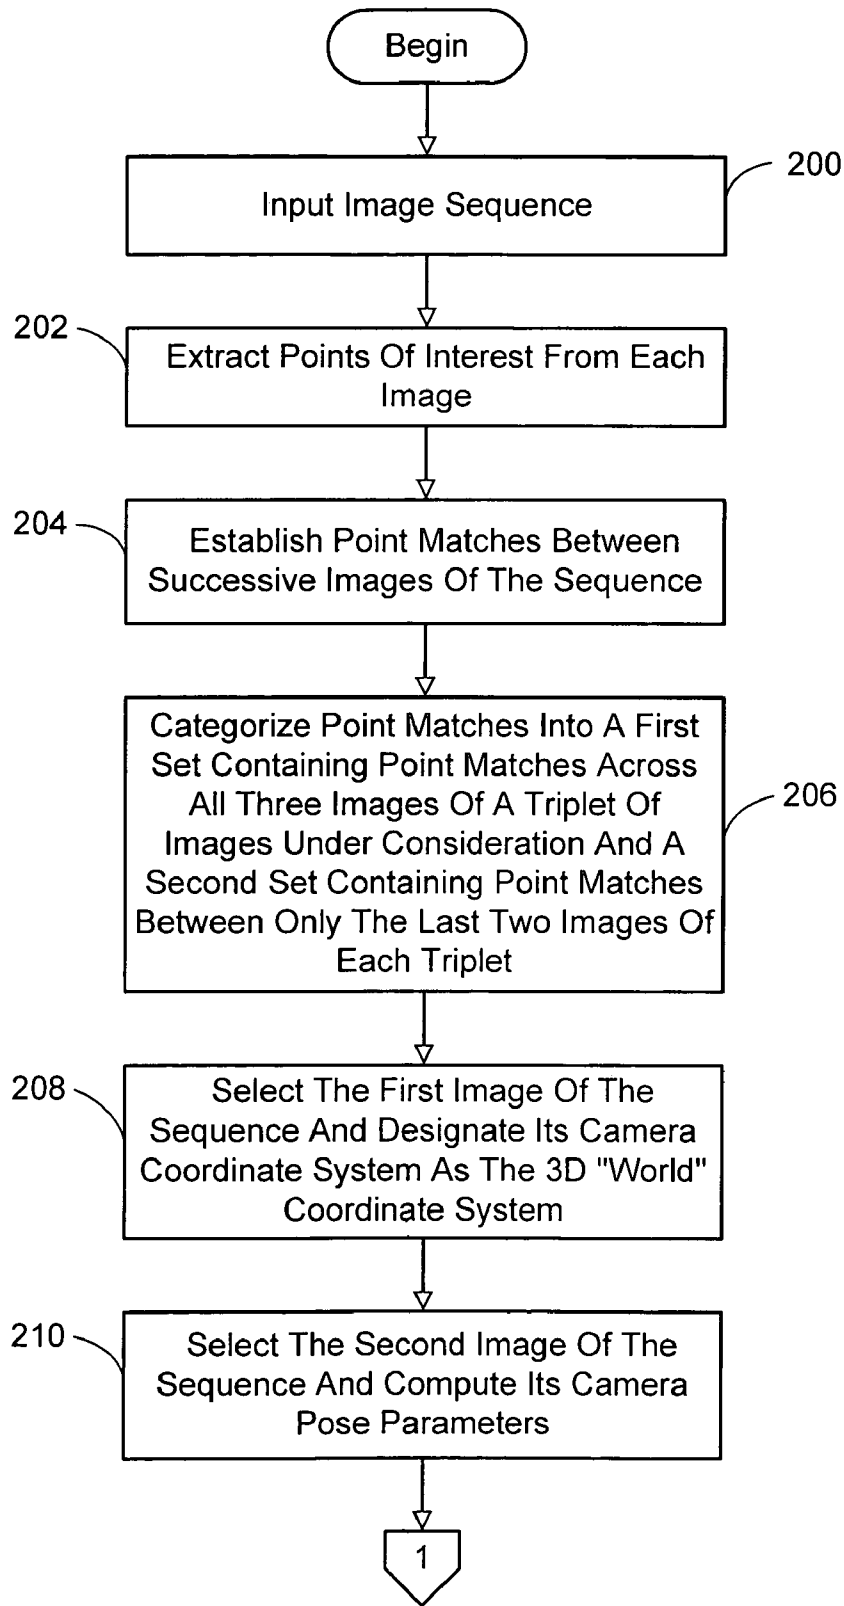 Begin
200
Input Image Sequence
202
Extract Points Of Interest From Each
Image
204
Establish Point Matches Between
Successive Images Of The Sequence
Categorize Point Matches Into A First
Set Containing Point Matches Across
All Three Images Of A Triplet Of
Images Under Consideration And A
Second Set Containing Point Matches
Between Only The Last Two Images Of
Each Triplet
206
208
Select The First Image Of The
Sequence And Designate Its Camera
Coordinate System As The 3D "World"
Coordinate System
210
Select The Second Image Of The
Sequence And Compute Its Camera
Pose Parameters
1